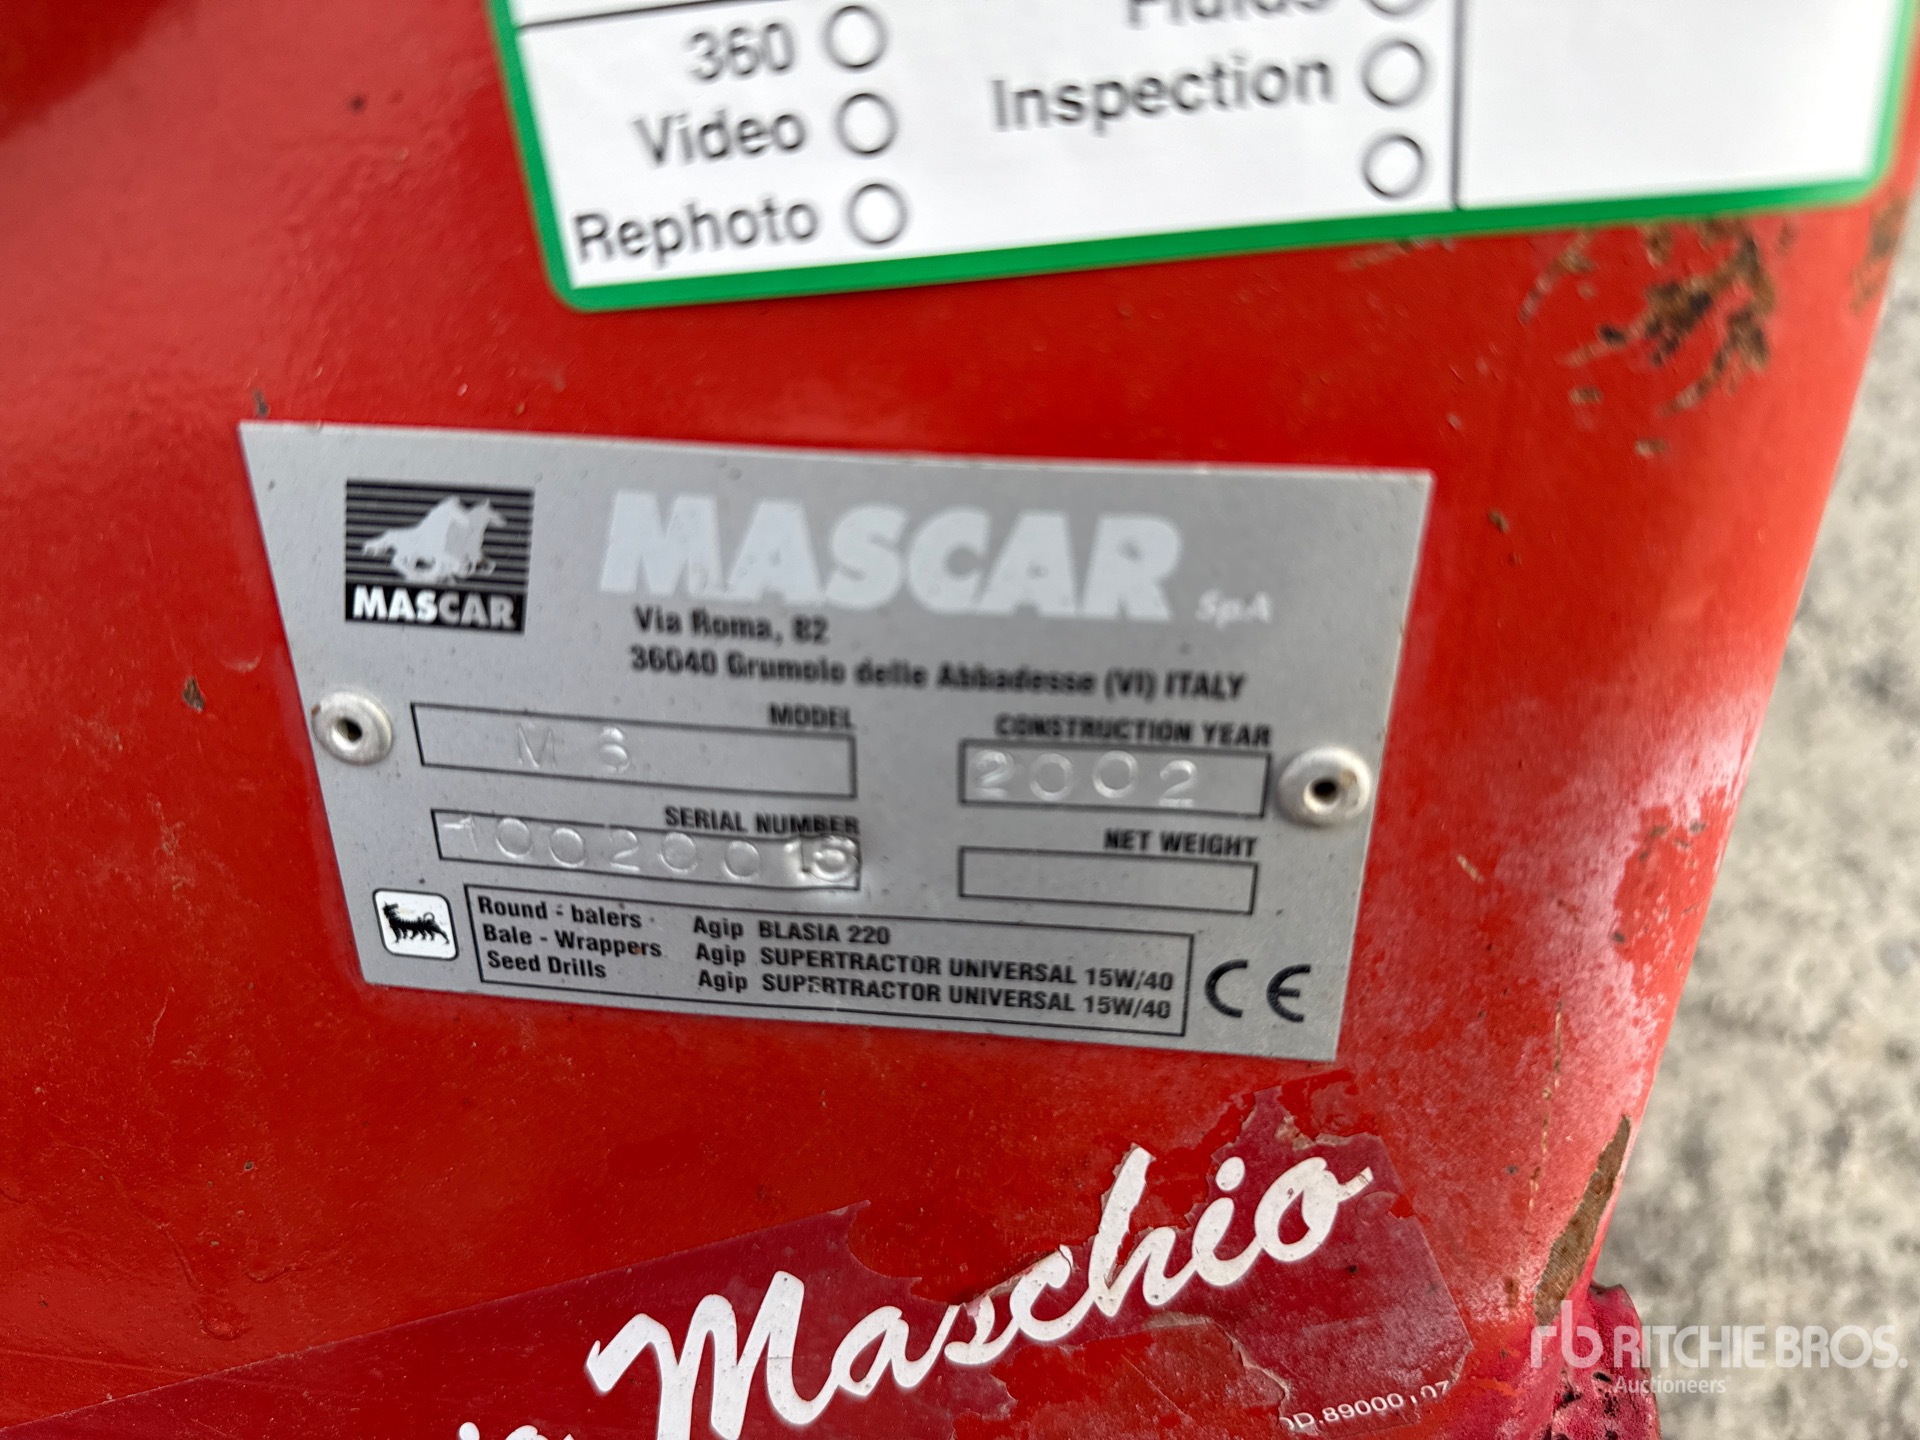 360
Video
Rephoto
Fluids
Inspection
MASCAR
MASCAR SpA
Via Roma, 82
36040 Grumolo delle Abbadesse (VI) ITALY
MODEL
M 6
CONSTRUCTION YEAR
2002
SERIAL NUMBER
NET WEIGHT
Round - balers Agip BLASIA 220
Bale - Wrappers Agip SUPERTRACTOR UNIVERSAL 15W/40
Seed Drills Agip SUPERTRACTOR UNIVERSAL 15W/40
CE
Maschio
rb RITCHIE BROS.
Auctioneers